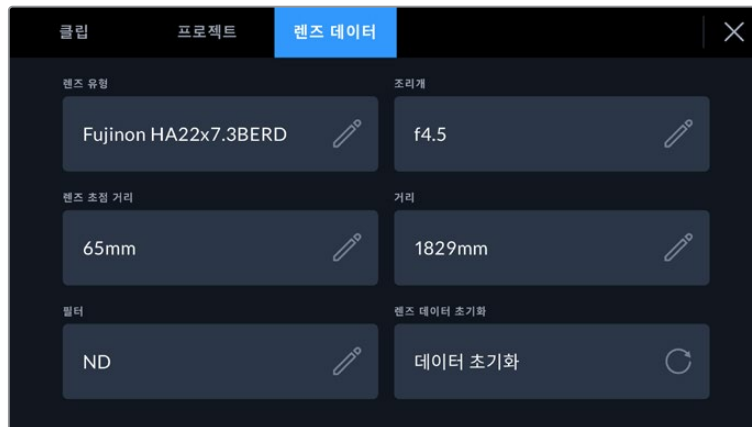 클립 프로젝트 렌즈 데이터
렌즈 유형 조리개
Fujinon HA22x7.3BERD f4.5
렌즈 초점 거리 거리
65mm 1829mm
필터 렌즈 데이터 초기화
ND 데이터 초기화